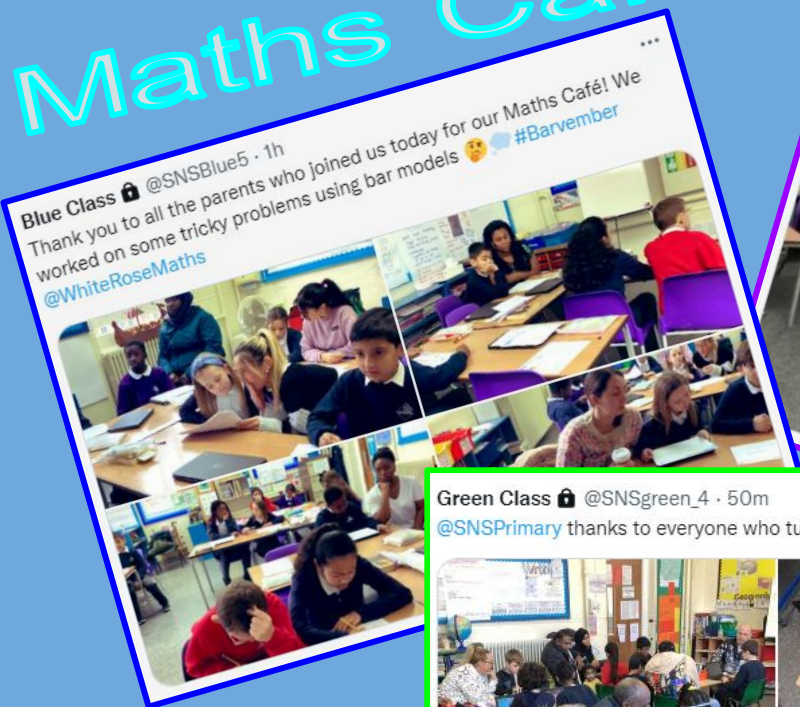 Maths Ca
Blue Class 🔒 @SNSBlue5 · 1h
Thank you to all the parents who joined us today for our Maths Café! We
worked on some tricky problems using bar models 🤔💭 #Barvember
@WhiteRoseMaths
Green Class 🔒 @SNSgreen_4 · 50m
@SNSPrimary thanks to everyone who tu